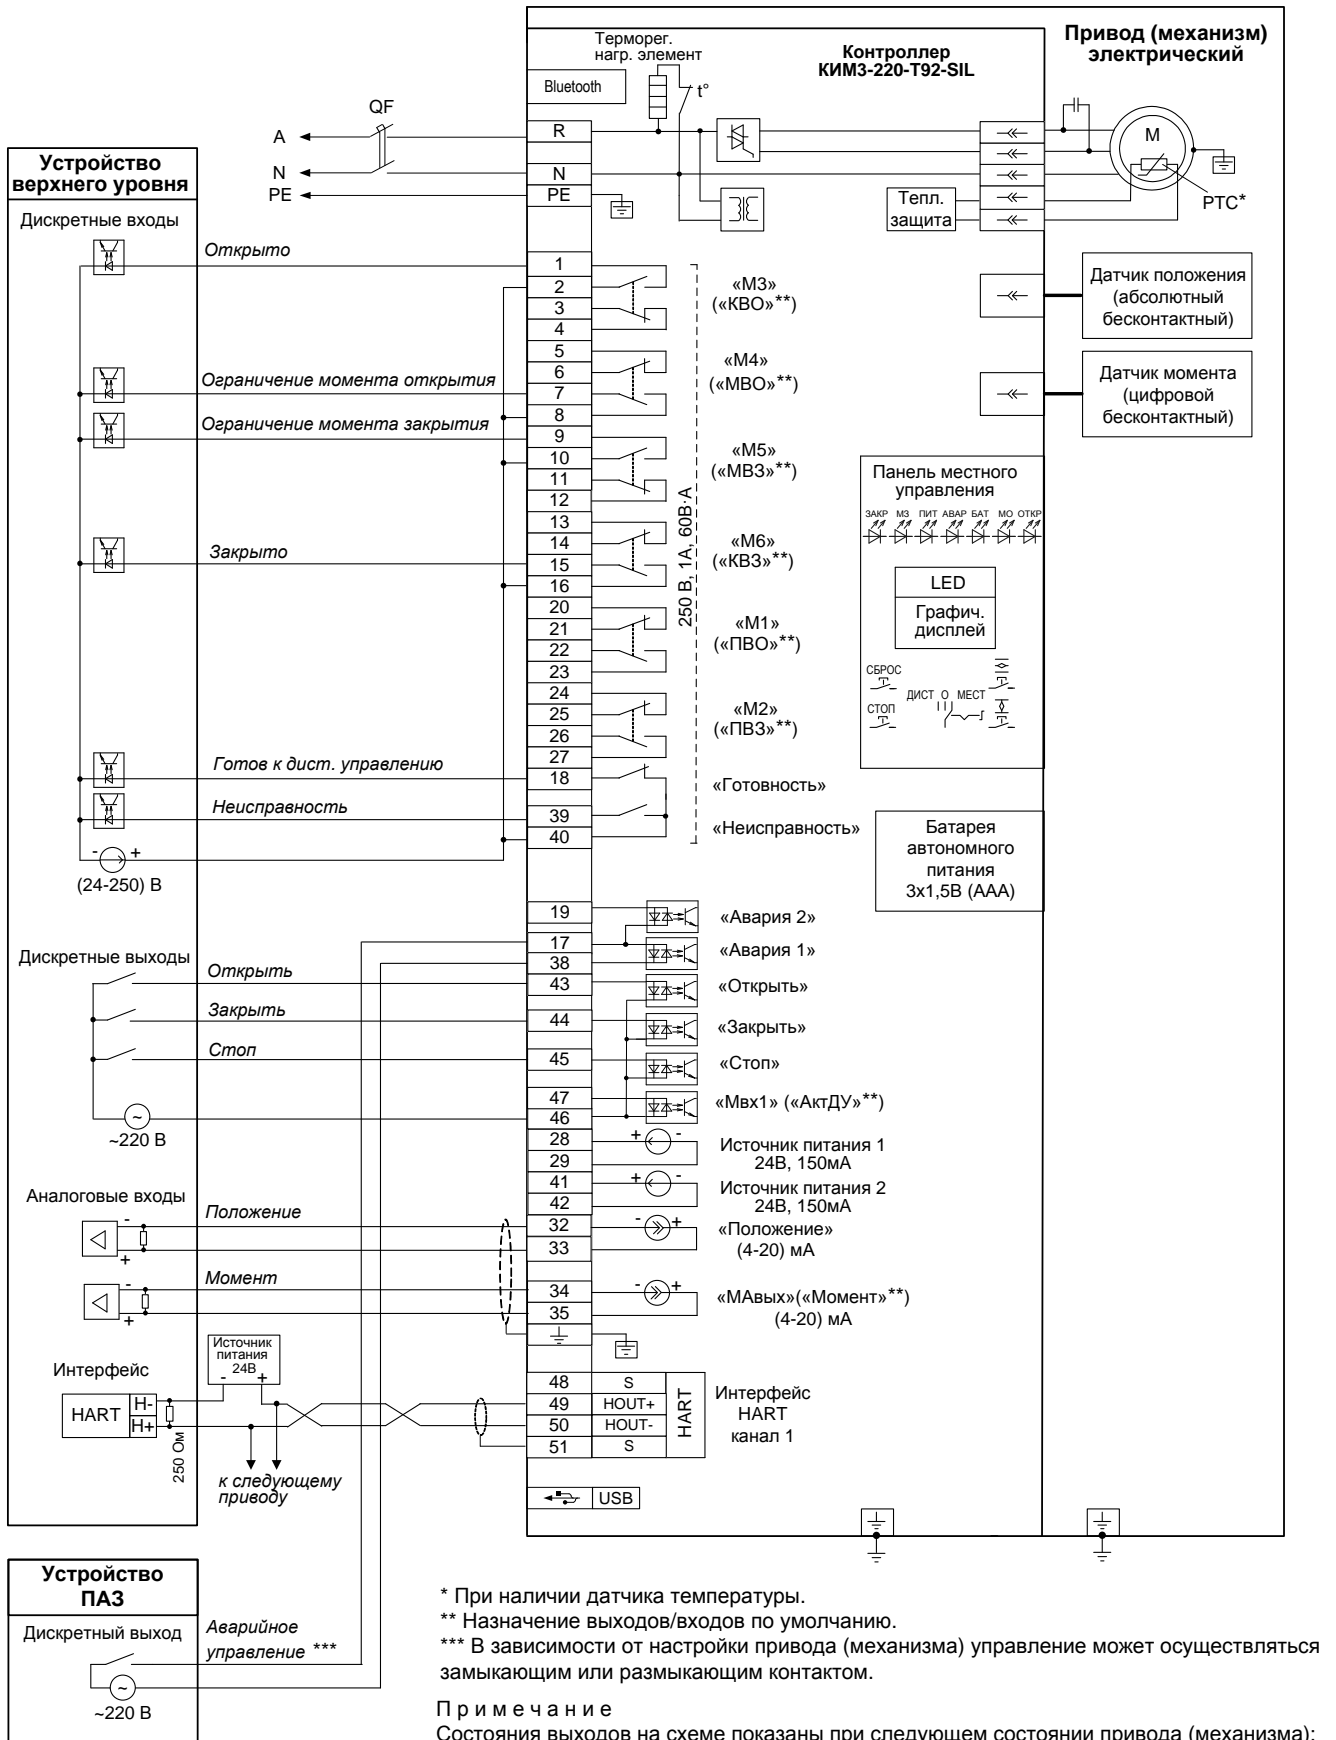 Привод (механизм)
электрический
Контроллер
КИМ3-220-Т92-SIL
Терморег.
нагр. элемент
t°
Bluetooth
QF
A
N
PE
R
N
PE
M
PTC*
Тепл.
защита
Устройство
верхнего уровня
Дискретные входы
Открыто
Ограничение момента открытия
Ограничение момента закрытия
Закрыто
Готов к дист. управлению
Неисправность
- +
(24-250) В
1
2
3
4
5
6
7
8
9
10
11
12
13
14
15
16
20
21
22
23
24
25
26
27
18
39
40
«М3»
(«КВО»**)
«М4»
(«МВО»**)
«М5»
(«МВЗ»**)
«М6»
(«КВЗ»**)
«М1»
(«ПВО»**)
«М2»
(«ПВЗ»**)
«Готовность»
«Неисправность»
250 В, 1А, 60В·А
Датчик положения
(абсолютный
бесконтактный)
Датчик момента
(цифровой
бесконтактный)
Панель местного
управления
ЗАКР МЗ ПИТ АВАР БАТ МО ОТКР
LED
Графич.
дисплей
СБРОС
ДИСТ О МЕСТ
СТОП
Батарея
автономного
питания
3х1,5В (ААА)
Дискретные выходы
Открыть
Закрыть
Стоп
~
~220 В
19
17
38
43
44
45
47
46
28
29
41
42
32
33
34
35
«Авария 2»
«Авария 1»
«Открыть»
«Закрыть»
«Стоп»
«Мвх1» («АктДУ»**)
+ -
Источник питания 1
24В, 150мА
+ -
Источник питания 2
24В, 150мА
- +
«Положение»
(4-20) мА
- +
«МАвых»(«Момент»**)
(4-20) мА
Аналоговые входы
Положение
-
+
Момент
-
+
Источник
питания
24В
- +
Интерфейс
HART
H-
H+
250 Ом
к следующему
приводу
48 S
49 HOUT+
50 HOUT-
51 S
HART
Интерфейс
HART
канал 1
USB
Устройство
ПАЗ
Дискретный выход
~
~220 В
Аварийное
управление ***
* При наличии датчика температуры.
** Назначение выходов/входов по умолчанию.
*** В зависимости от настройки привода (механизма) управление может осуществляться
замыкающим или размыкающим контактом.
П р и м е ч а н и е
Состояния выходов на схеме показаны при следующем состоянии привода (механизма):